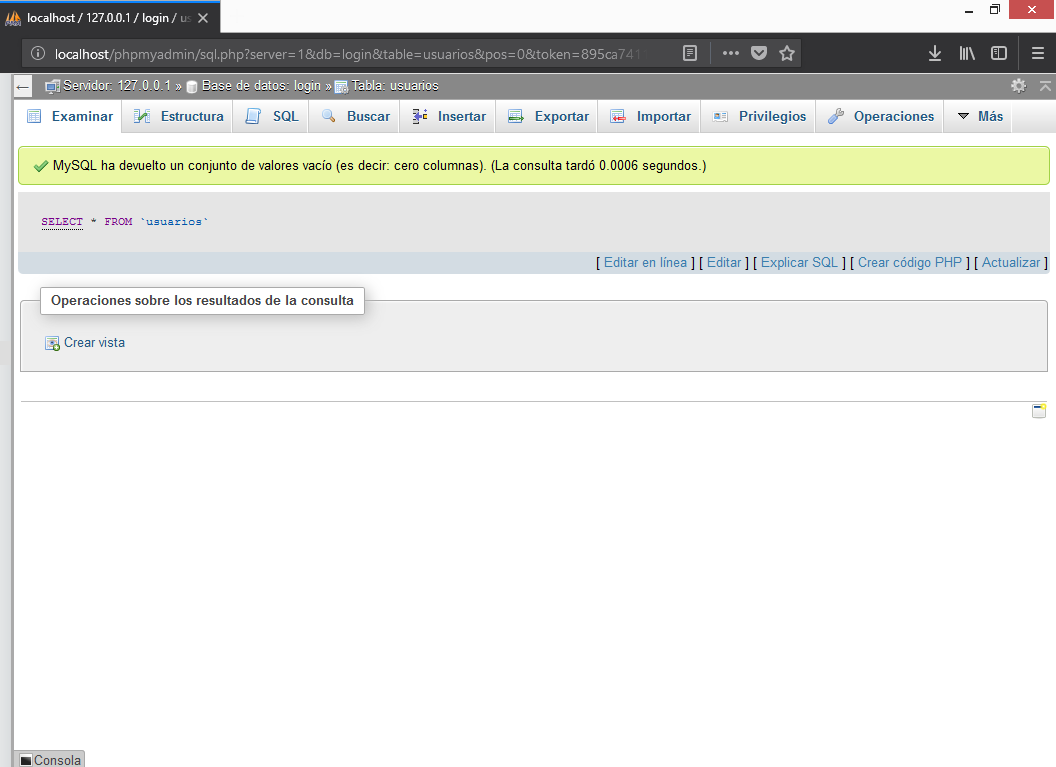 localhost / 127.0.0.1 / login / us
localhost/phpmyadmin/sql.php?server=1&db=login&table=usuarios&pos=0&token=895ca741
Servidor: 127.0.0.1 » Base de datos: login » Tabla: usuarios
Examinar Estructura SQL Buscar Insertar Exportar Importar Privilegios Operaciones Más
MySQL ha devuelto un conjunto de valores vacío (es decir: cero columnas). (La consulta tardó 0.0006 segundos.)
SELECT * FROM `usuarios`
[ Editar en línea ] [ Editar ] [ Explicar SQL ] [ Crear código PHP ] [ Actualizar ]
Operaciones sobre los resultados de la consulta
Crear vista
Consola